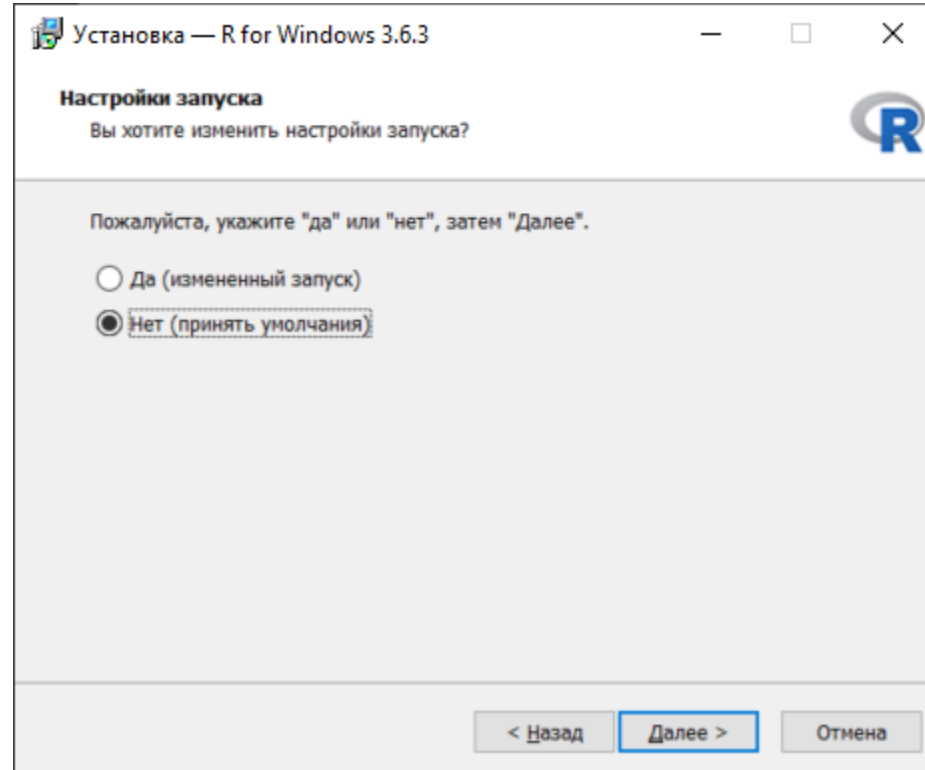 Установка — R for Windows 3.6.3
Настройки запуска
Вы хотите изменить настройки запуска?
R
Пожалуйста, укажите "да" или "нет", затем "Далее".
Да (измененный запуск)
Нет (принять умолчания)
< Назад
Далее >
Отмена